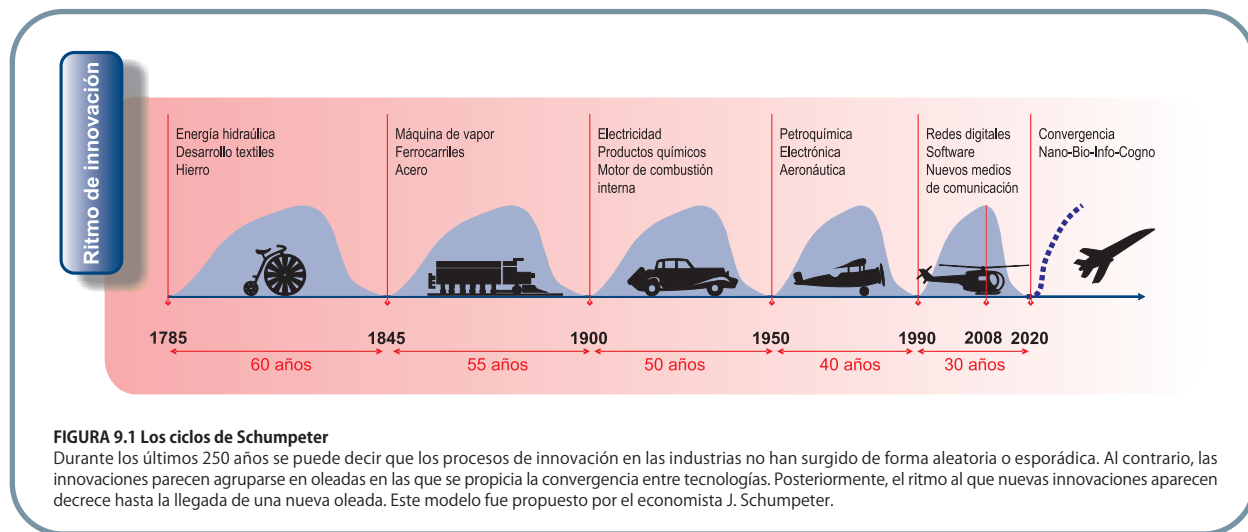 Ritmo de innovación
Energía hidraúlica
Desarrollo textiles
Hierro
Máquina de vapor
Ferrocarriles
Acero
Electricidad
Productos químicos
Motor de combustión
interna
Petroquímica
Electrónica
Aeronáutica
Redes digitales
Software
Nuevos medios
de comunicación
Convergencia
Nano-Bio-Info-Cogno
1785 1845 1900 1950 1990 2008 2020
60 años 55 años 50 años 40 años 30 años
FIGURA 9.1 Los ciclos de Schumpeter
Durante los últimos 250 años se puede decir que los procesos de innovación en las industrias no han surgido de forma aleatoria o esporádica. Al contrario, las
innovaciones parecen agruparse en oleadas en las que se propicia la convergencia entre tecnologías. Posteriormente, el ritmo al que nuevas innovaciones aparecen
decrece hasta la llegada de una nueva oleada. Este modelo fue propuesto por el economista J. Schumpeter.